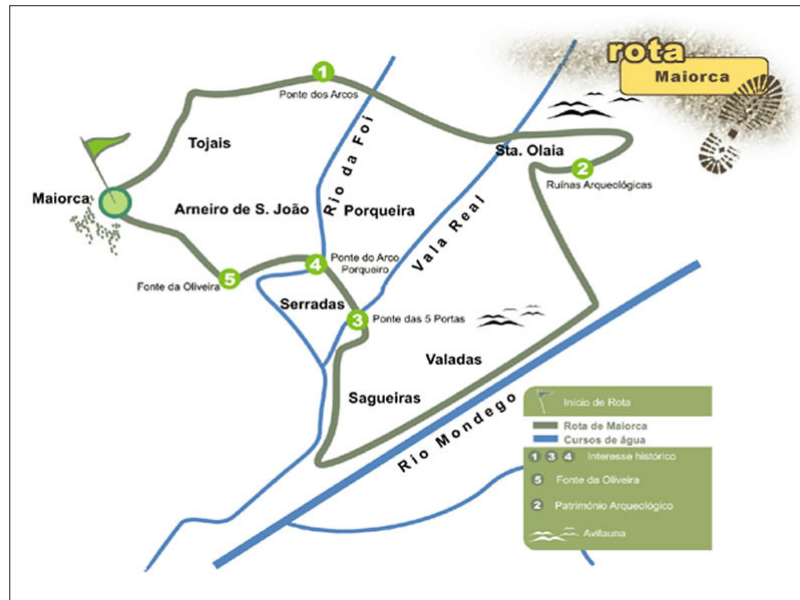 rota
Maiorca
1
Ponte dos Arcos
Tojais
Rio da Foi
Sta. Olaia
2
Ruínas Arqueológicas
Maiorca
Arneiro de S. João
Porqueira
Vala Real
4
Ponte do Arco
Porqueiro
5
Fonte da Oliveira
Serradas
3
Ponte das 5 Portas
Valadas
Sagueiras
Rio Mondego
Inicio de Rota
Rota de Maiorca
Cursos de água
1 3 4 Interesse histórico
5 Fonte da Oliveira
2 Património Arqueológico
Avifauna